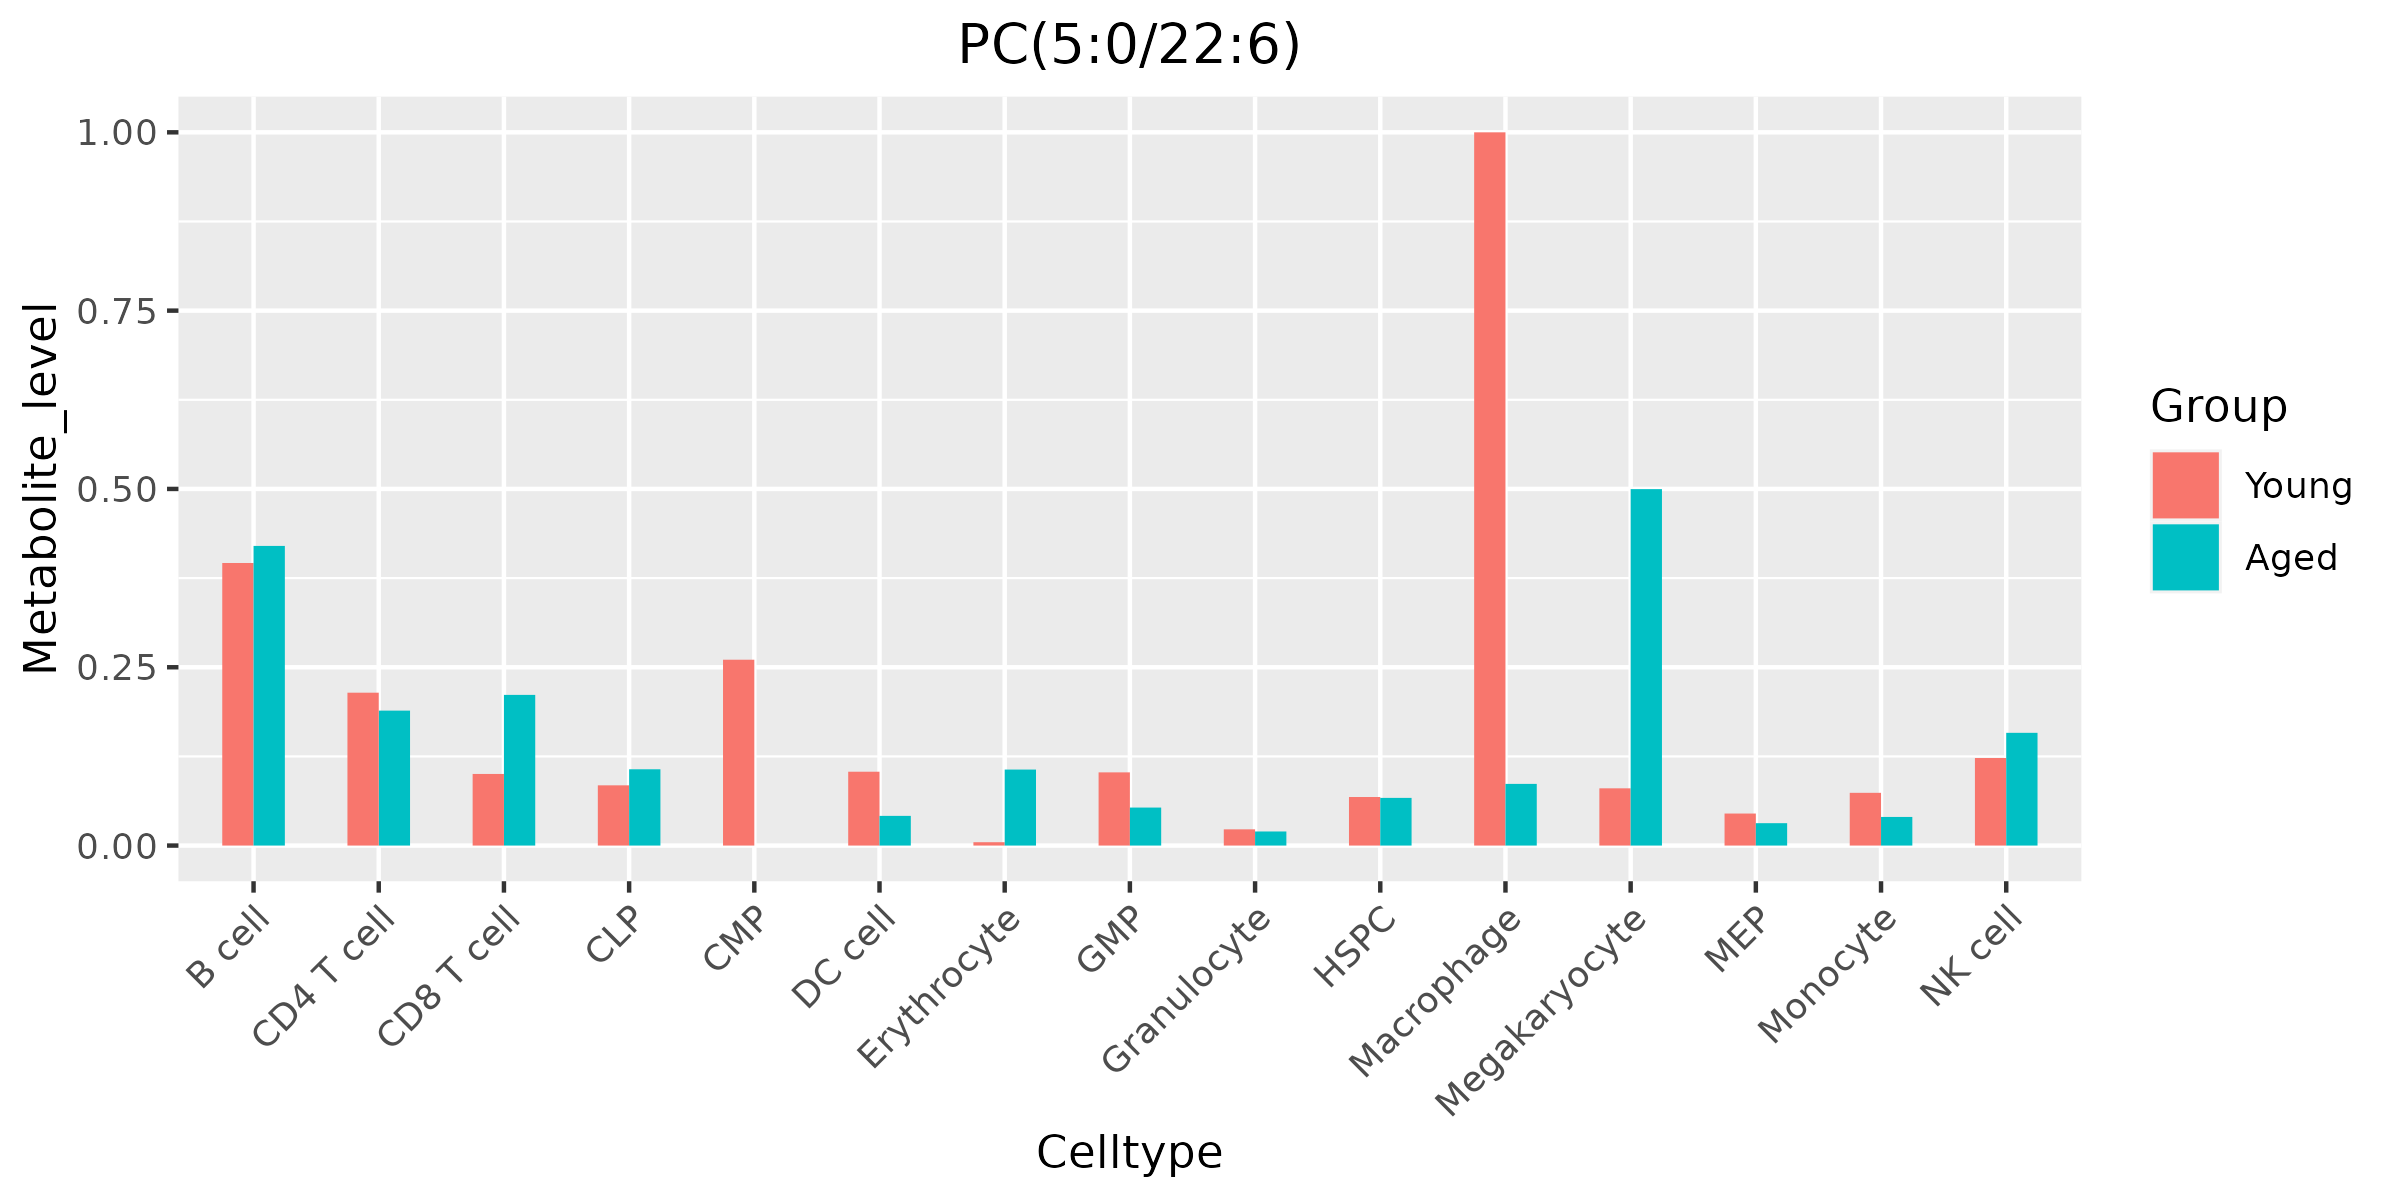 PC(5:0/22:6)
Metabolite_level
1.00
0.75
0.50
0.25
0.00
B cell
CD4 T cell
CD8 T cell
CLP
CMP
DC cell
Erythrocyte
GMP
Granulocyte
HSPC
Macrophage
Megakaryocyte
MEP
Monocyte
NK cell
Celltype
Group
Young
Aged